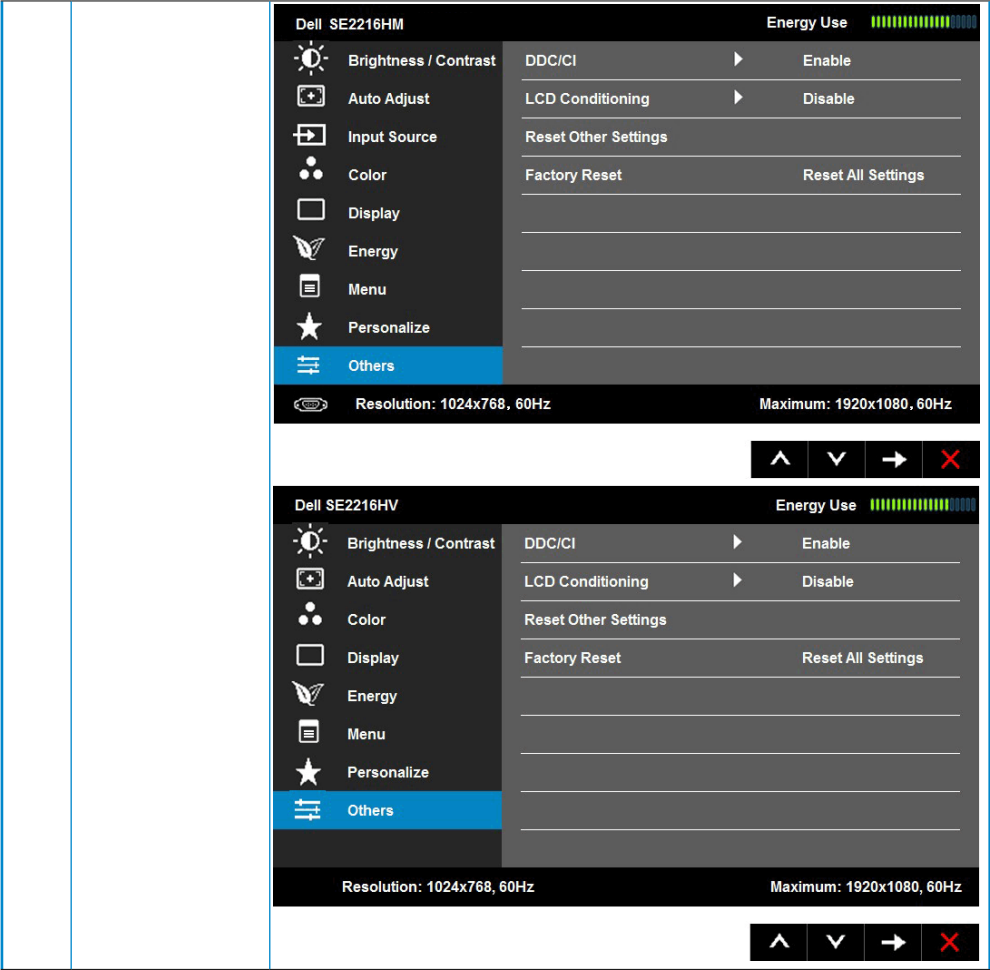 Dell SE2216HM Energy Use
Brightness / Contrast DDC/CI Enable
Auto Adjust LCD Conditioning Disable
Input Source Reset Other Settings
Color Factory Reset Reset All Settings
Display
Energy
Menu
Personalize
Others
Resolution: 1024x768, 60Hz Maximum: 1920x1080, 60Hz
Dell SE2216HV Energy Use
Brightness / Contrast DDC/CI Enable
Auto Adjust LCD Conditioning Disable
Color Reset Other Settings
Display Factory Reset Reset All Settings
Energy
Menu
Personalize
Others
Resolution: 1024x768, 60Hz Maximum: 1920x1080, 60Hz